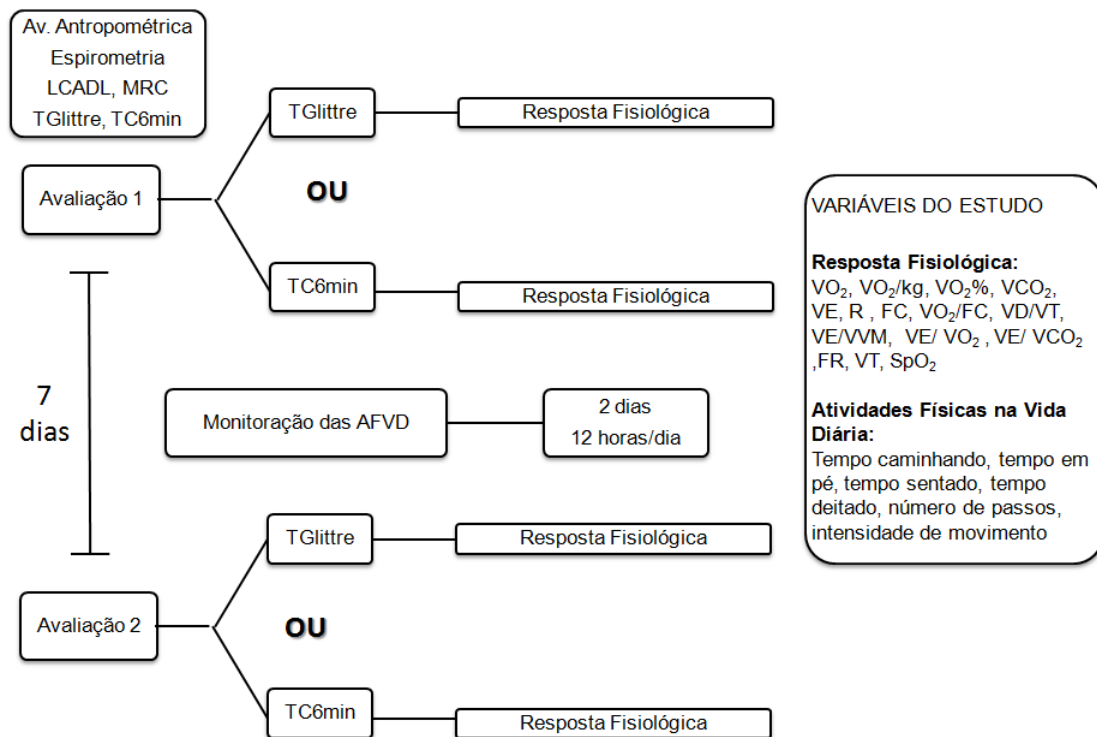 Av. Antropométrica
Espirometria
LCADL, MRC
TGlittre, TC6min
Avaliação 1
TGlittre
Resposta Fisiológica
OU
TC6min
Resposta Fisiológica
7
dias
Monitoração das AFVD
2 dias
12 horas/dia
Avaliação 2
TGlittre
Resposta Fisiológica
OU
TC6min
Resposta Fisiológica
VARIÁVEIS DO ESTUDO
Resposta Fisiológica:
VO₂, VO₂/kg, VO₂%, VCO₂,
VE, R , FC, VO₂/FC, VD/VT,
VE/VVM, VE/ VO₂ , VE/ VCO₂
,FR, VT, SpO₂
Atividades Físicas na Vida
Diária:
Tempo caminhando, tempo em
pé, tempo sentado, tempo
deitado, número de passos,
intensidade de movimento